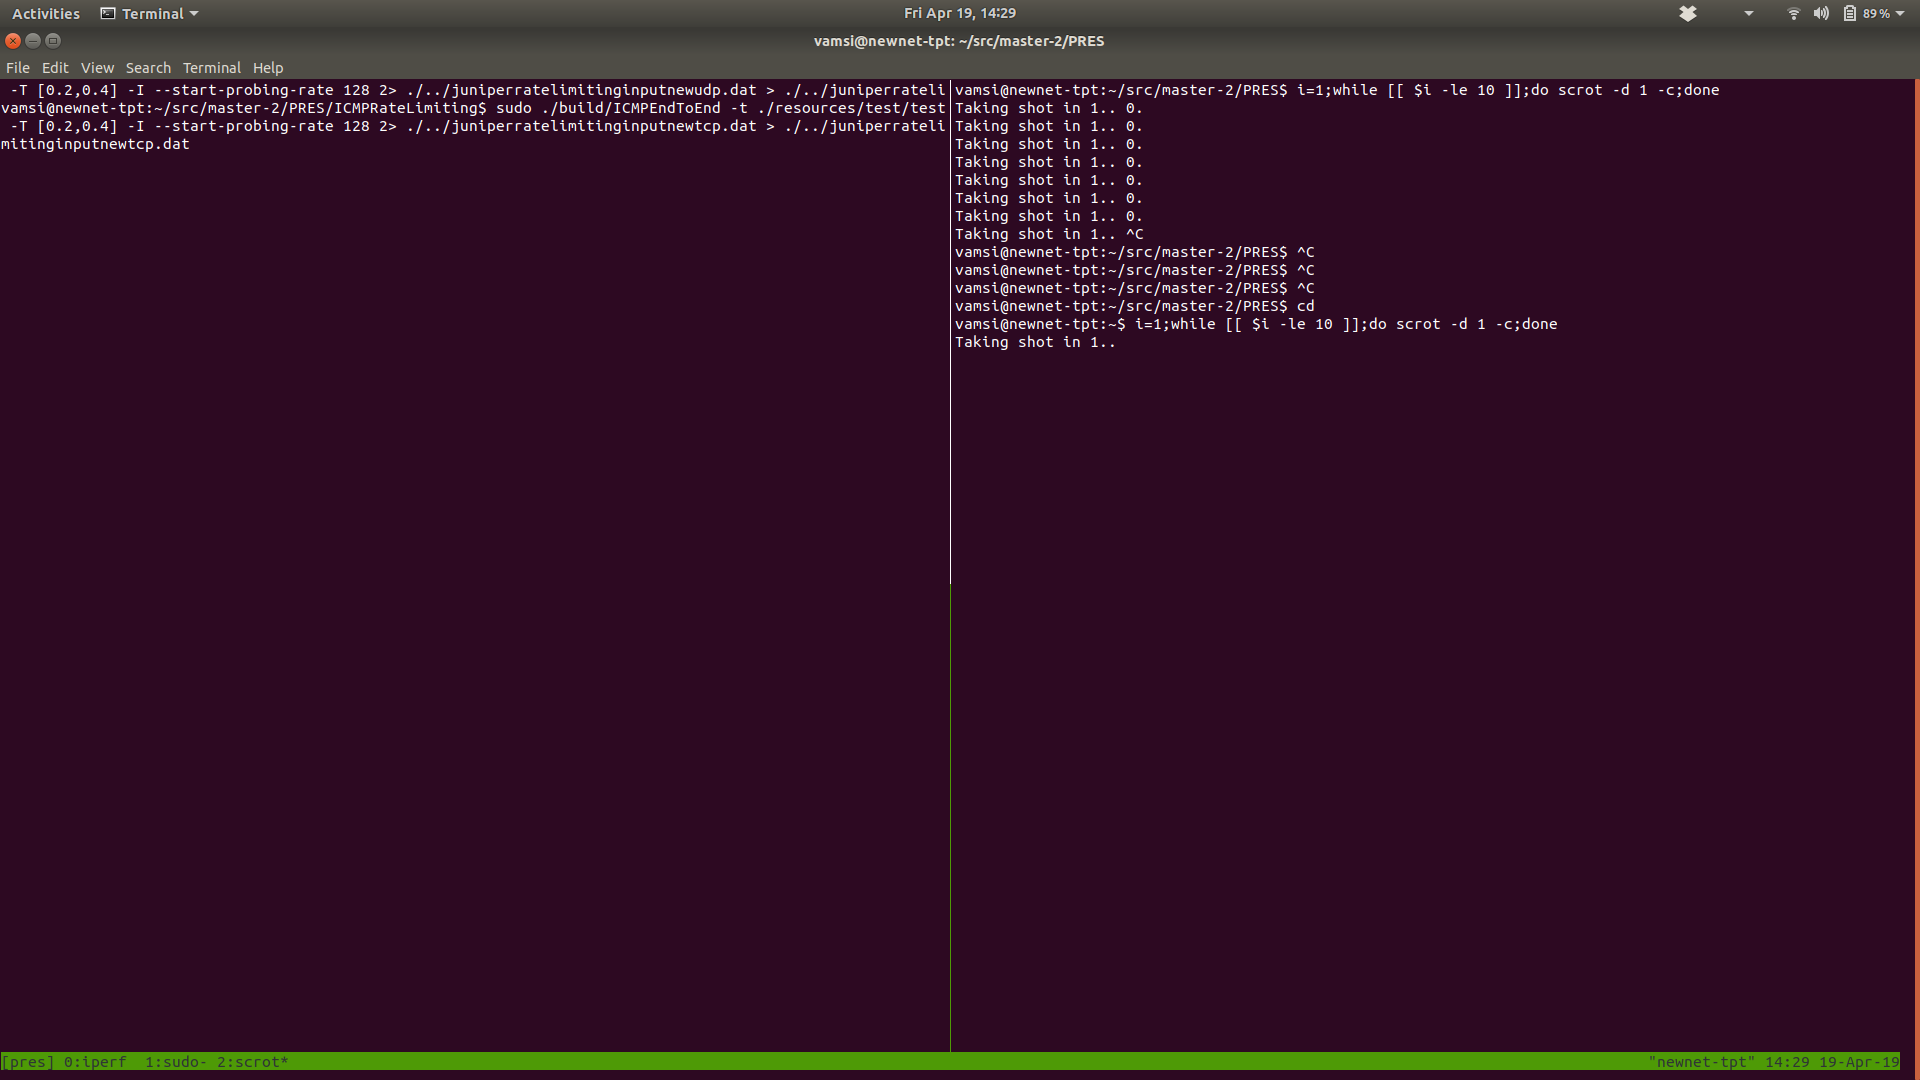 Activities Terminal Fri Apr 19, 14:29 89 %
vamsi@newnet-tpt: ~/src/master-2/PRES
File Edit View Search Terminal Help
-T [0.2,0.4] -I --start-probing-rate 128 2> ./../juniperratelimitinginputnewudp.dat > ./../juniperrateli
vamsi@newnet-tpt:~/src/master-2/PRES/ICMPRateLimiting$ sudo ./build/ICMPEndToEnd -t ./resources/test/test
-T [0.2,0.4] -I --start-probing-rate 128 2> ./../juniperratelimitinginputnewtcp.dat > ./../juniperrateli
mitinginputnewtcp.dat
vamsi@newnet-tpt:~/src/master-2/PRES$ i=1;while [[ $i -le 10 ]];do scrot -d 1 -c;done
Taking shot in 1.. 0.
Taking shot in 1.. 0.
Taking shot in 1.. 0.
Taking shot in 1.. 0.
Taking shot in 1.. 0.
Taking shot in 1.. 0.
Taking shot in 1.. 0.
Taking shot in 1.. ^C
vamsi@newnet-tpt:~/src/master-2/PRES$ ^C
vamsi@newnet-tpt:~/src/master-2/PRES$ ^C
vamsi@newnet-tpt:~/src/master-2/PRES$ ^C
vamsi@newnet-tpt:~/src/master-2/PRES$ cd
vamsi@newnet-tpt:~$ i=1;while [[ $i -le 10 ]];do scrot -d 1 -c;done
Taking shot in 1..
[pres] 0:iperf  1:sudo- 2:scrot* "newnet-tpt" 14:29 19-Apr-19